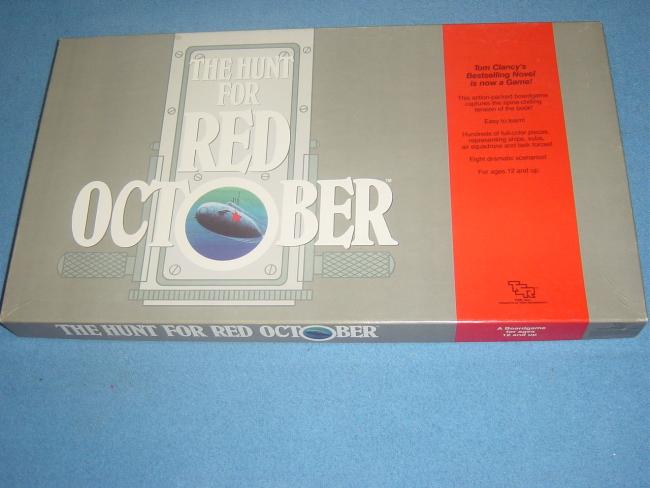 THE HUNT
FOR
RED
OCTOBER™
Tom Clancy's
Bestselling Novel
is now a Game!
This action-packed boardgame
captures the spine-chilling
tension of the book!
Easy to learn!
Hundreds of full-color pieces,
representing ships, subs,
air squadrons and task forces!
Eight dramatic scenarios!
For ages 12 and up.
TSR
THE HUNT FOR RED OCTOBER
A Boardgame
for ages
12 and up